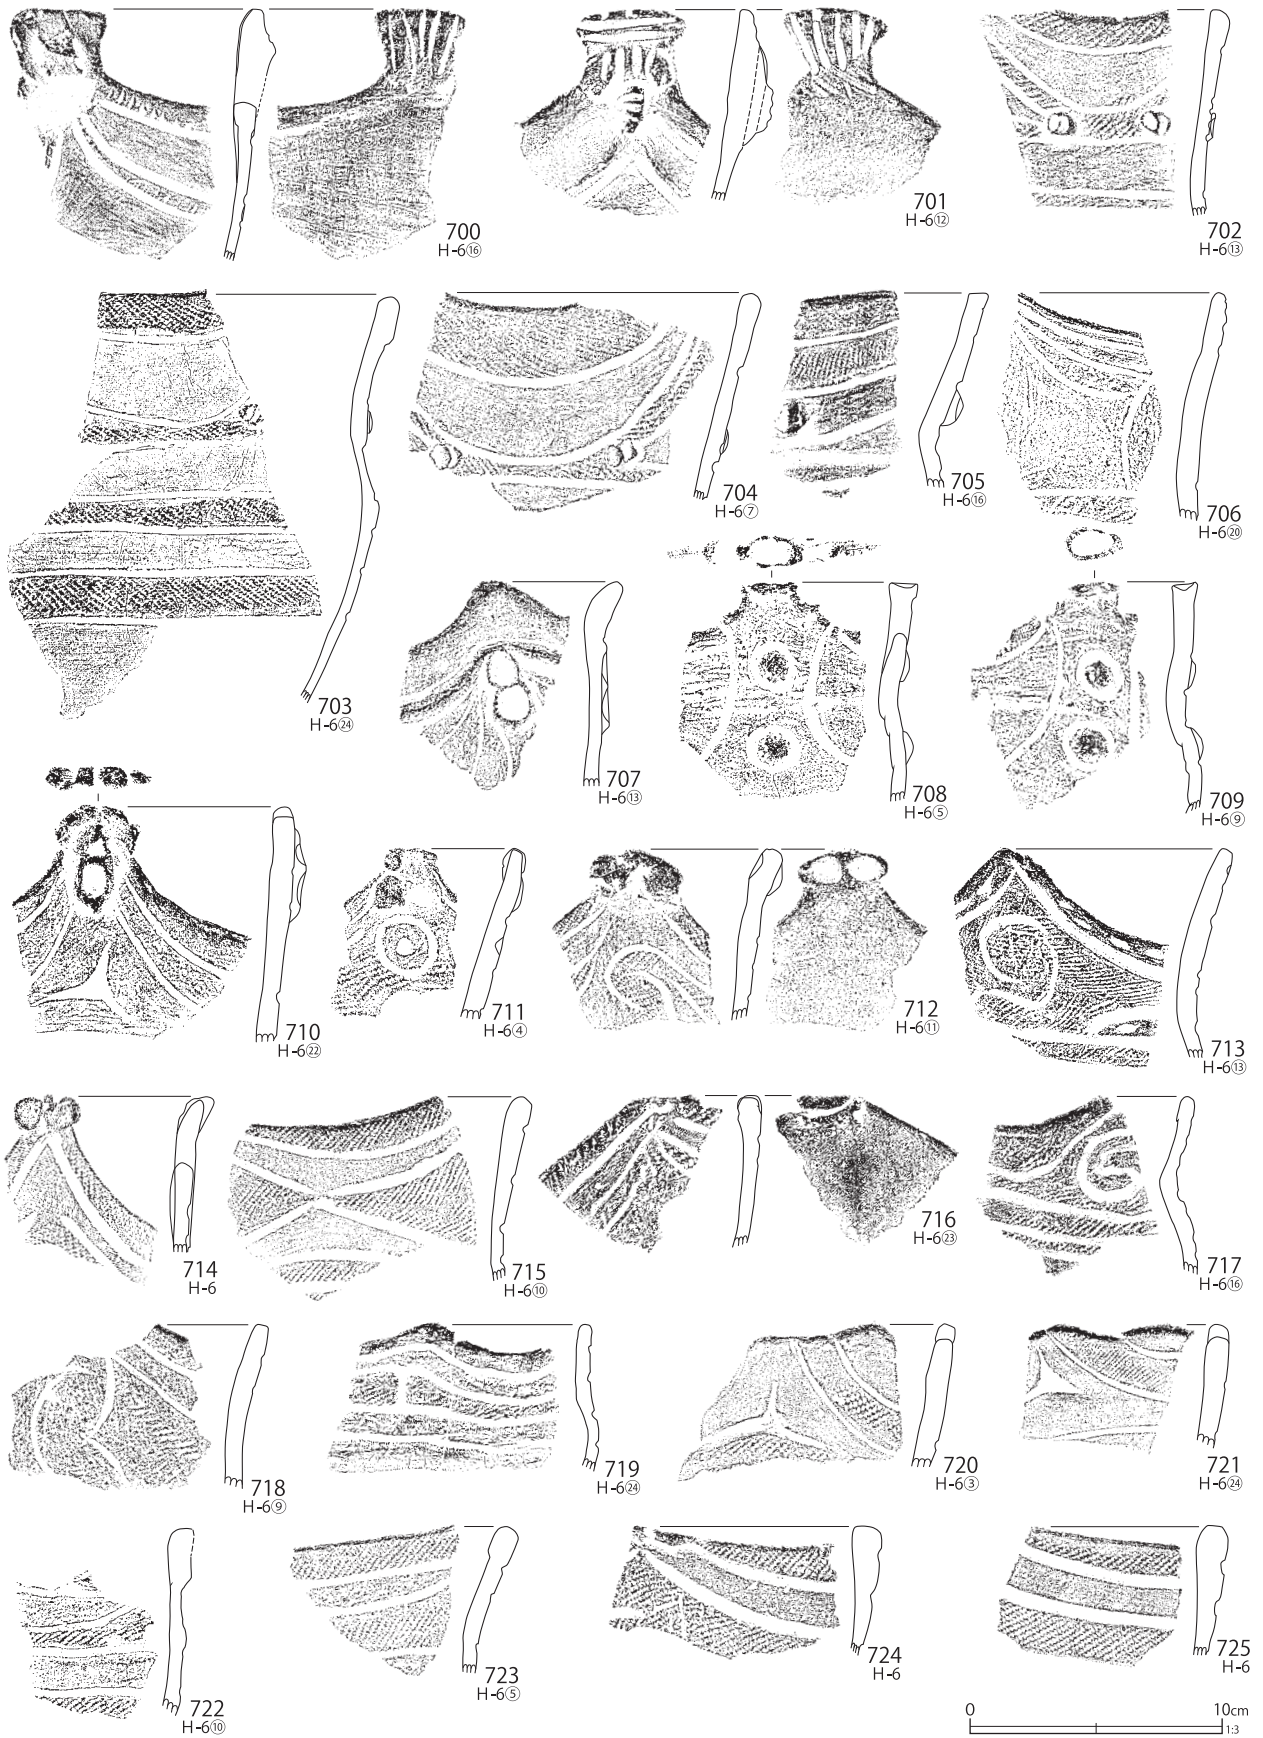 700
H-6⑯
701
H-6⑫
702
H-6⑬
703
H-6㉔
704
H-6⑦
705
H-6⑯
706
H-6⑳
707
H-6⑬
708
H-6⑤
709
H-6⑨
710
H-6㉒
711
H-6④
712
H-6⑪
713
H-6⑬
714
H-6
715
H-6⑩
716
H-6㉓
717
H-6⑯
718
H-6⑨
719
H-6㉔
720
H-6③
721
H-6㉔
722
H-6⑩
723
H-6⑤
724
H-6
725
H-6
0 10cm
1:3